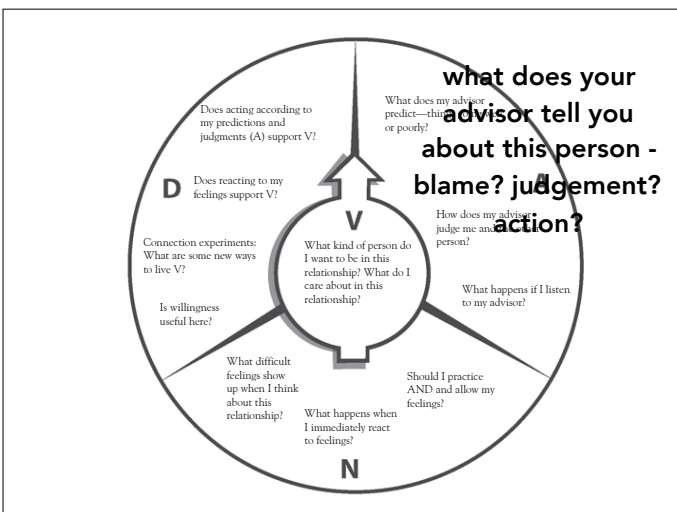 what does your
advisor tell you
about this person -
blame? judgement?
action?
What does my advisor
predict—things
or poorly?
A
How does my advisor
judge me and
person?
What happens if I listen
to my advisor?
Does acting according to
my predictions and
judgments (A) support V?
D
Does reacting to my
feelings support V?
Connection experiments:
What are some new ways
to live V?
Is willingness
useful here?
V
What kind of person do
I want to be in this
relationship? What do I
care about in this
relationship?
What difficult
feelings show
up when I think
about this
relationship?
What happens when
I immediately react
to feelings?
Should I practice
AND and allow my
feelings?
N